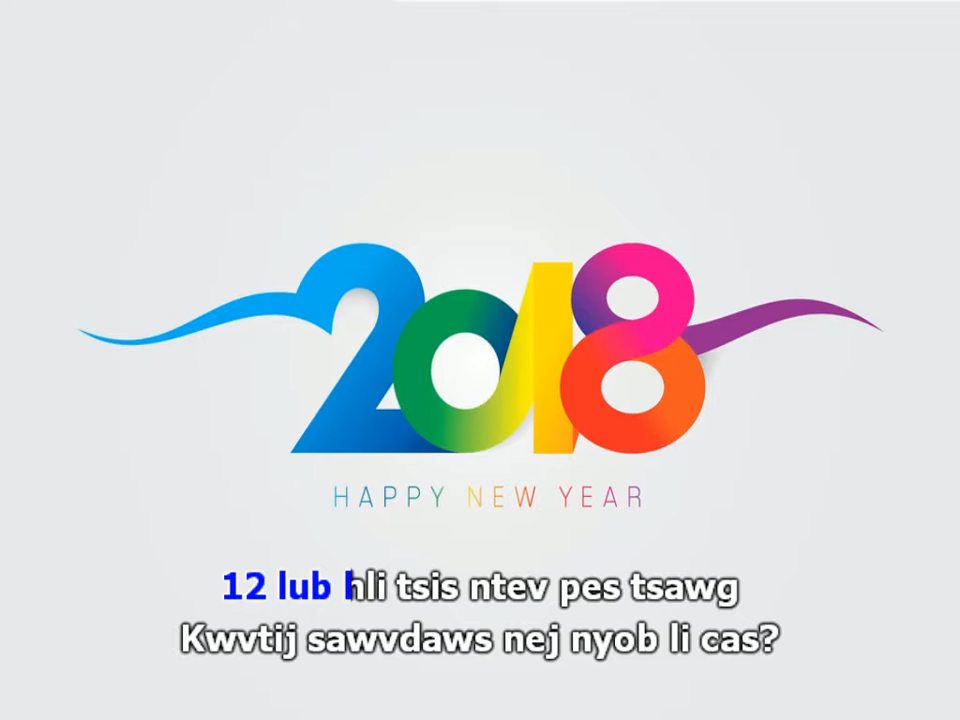 2018
HAPPY NEW YEAR
12 lub hli tsis ntev pes tsawg
Kwvtij sawvdaws nej nyob li cas?